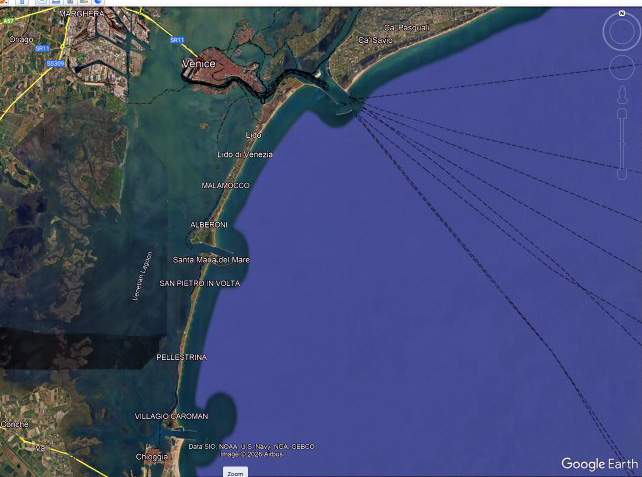 MARGHERA
A57
SR11
Ca' Pasquali
Oriago
Ca' Savio
SR11
SS309
Venice
N
Lido
Lido di Venezia
MALAMOCCO
ALBERONI
Santa Maria del Mare
Venetian Lagoon
SAN PIETRO IN VOLTA
PELLESTRINA
VILLAGIO CAROMAN
Conche
Data SIO, NOAA, U.S. Navy, NGA, GEBCO
Image © 2026 Airbus
Chioggia
Google Earth
Zoom